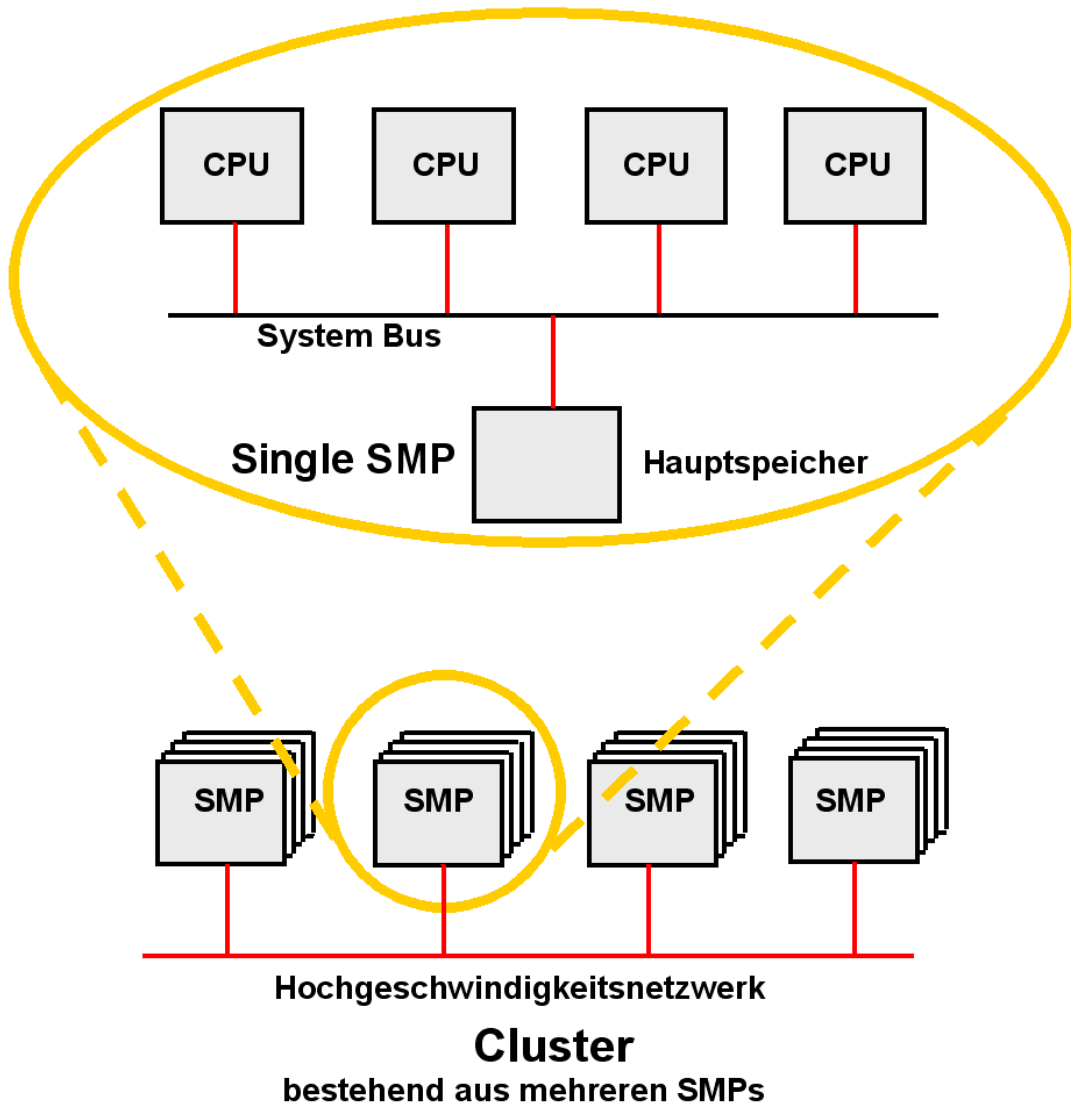 CPU CPU CPU CPU
System Bus
Single SMP
Hauptspeicher
SMP SMP SMP SMP
Hochgeschwindigkeitsnetzwerk
Cluster
bestehend aus mehreren SMPs